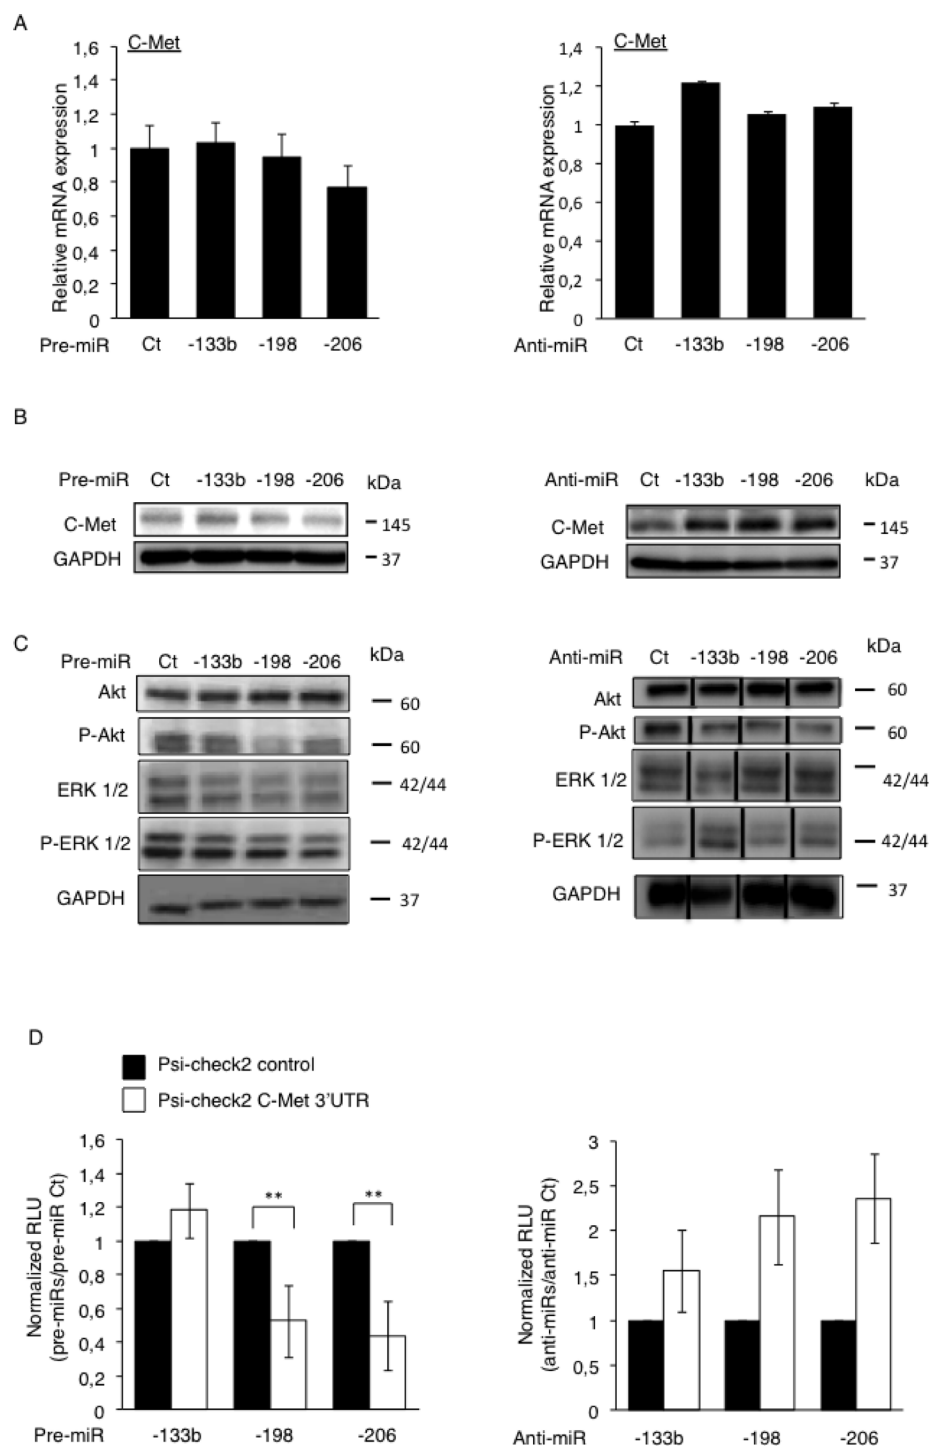 A
C-Met
Relative mRNA expression
1,6
1,4
1,2
1
0,8
0,6
0,4
0,2
0
Pre-miR Ct -133b -198 -206
C-Met
Relative mRNA expression
1,4
1,2
1
0,8
0,6
0,4
0,2
0
Anti-miR Ct -133b -198 -206
B
Pre-miR Ct -133b -198 -206 kDa
C-Met 145
GAPDH 37
Anti-miR Ct -133b -198 -206 kDa
C-Met 145
GAPDH 37
C
Pre-miR Ct -133b -198 -206 kDa
Akt 60
P-Akt 60
ERK 1/2 42/44
P-ERK 1/2 42/44
GAPDH 37
Anti-miR Ct -133b -198 -206 kDa
Akt 60
P-Akt 60
ERK 1/2 42/44
P-ERK 1/2 42/44
GAPDH 37
D
Psi-check2 control
Psi-check2 C-Met 3'UTR
Normalized RLU
(pre-miRs/pre-miR Ct)
1,6
1,4
1,2
1
0,8
0,6
0,4
0,2
0
** **
Pre-miR -133b -198 -206
Normalized RLU
(anti-miRs/anti-miR Ct)
3
2,5
2
1,5
1
0,5
0
Anti-miR -133b -198 -206